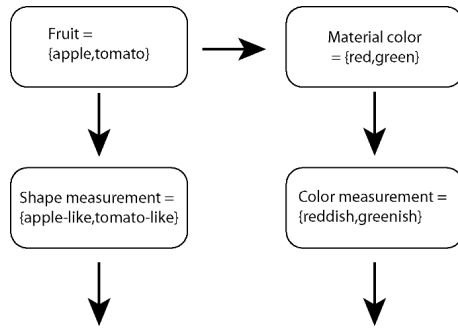 Fruit =
{apple,tomato}
Material color
= {red,green}
Shape measurement =
{apple-like,tomato-like}
Color measurement =
{reddish,greenish}